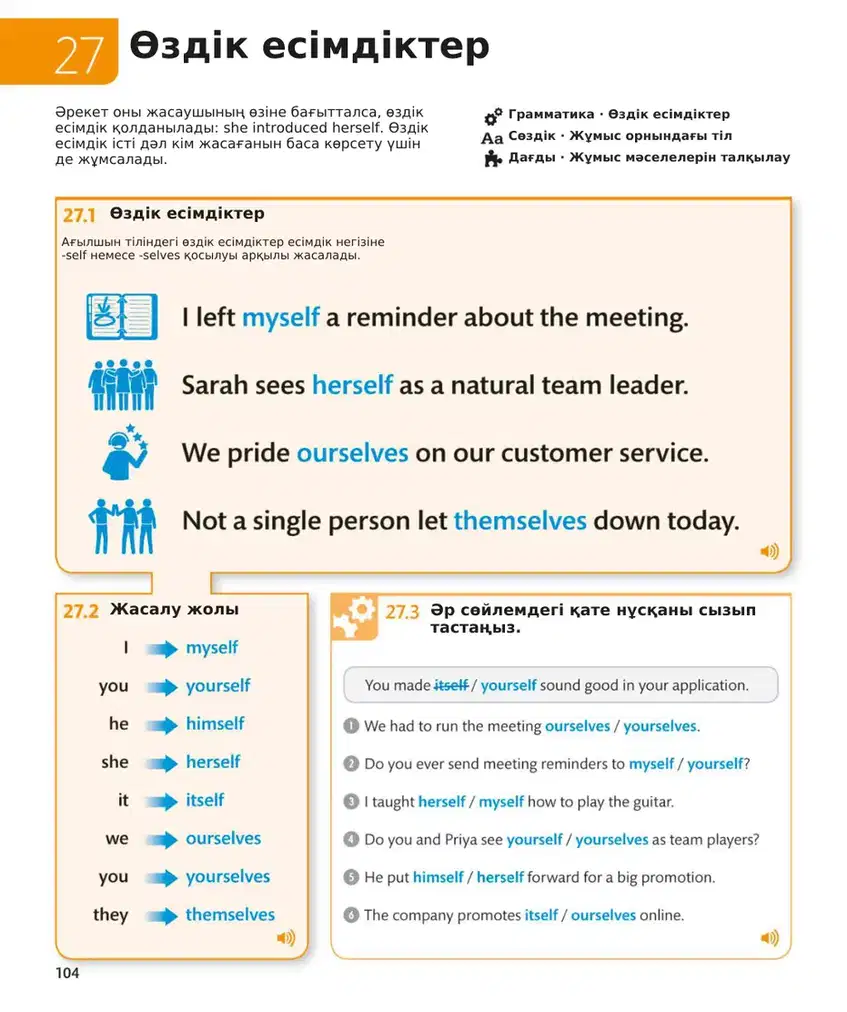 27 Өздік есімдіктер
Әрекет оны жасаушының өзіне бағытталса, өздік
есімдік қолданылады: she introduced herself. Өздік
есімдік істі дәл кім жасағанын баса көрсету үшін
де жұмсалады.
Грамматика · Өздік есімдіктер
Aa Сөздік · Жұмыс орнындағы тіл
Дағды · Жұмыс мәселелерін талқылау
27.1 Өздік есімдіктер
Ағылшын тіліндегі өздік есімдіктер есімдік негізіне
-self немесе -selves қосылуы арқылы жасалады.
I left myself a reminder about the meeting.
Sarah sees herself as a natural team leader.
We pride ourselves on our customer service.
Not a single person let themselves down today.
27.2 Жасалу жолы
I myself
you yourself
he himself
she herself
it itself
we ourselves
you yourselves
they themselves
27.3 Әр сөйлемдегі қате нұсқаны сызып
тастаңыз.
You made itself / yourself sound good in your application.
1 We had to run the meeting ourselves / yourselves.
2 Do you ever send meeting reminders to myself / yourself?
3 I taught herself / myself how to play the guitar.
4 Do you and Priya see yourself / yourselves as team players?
5 He put himself / herself forward for a big promotion.
6 The company promotes itself / ourselves online.
104